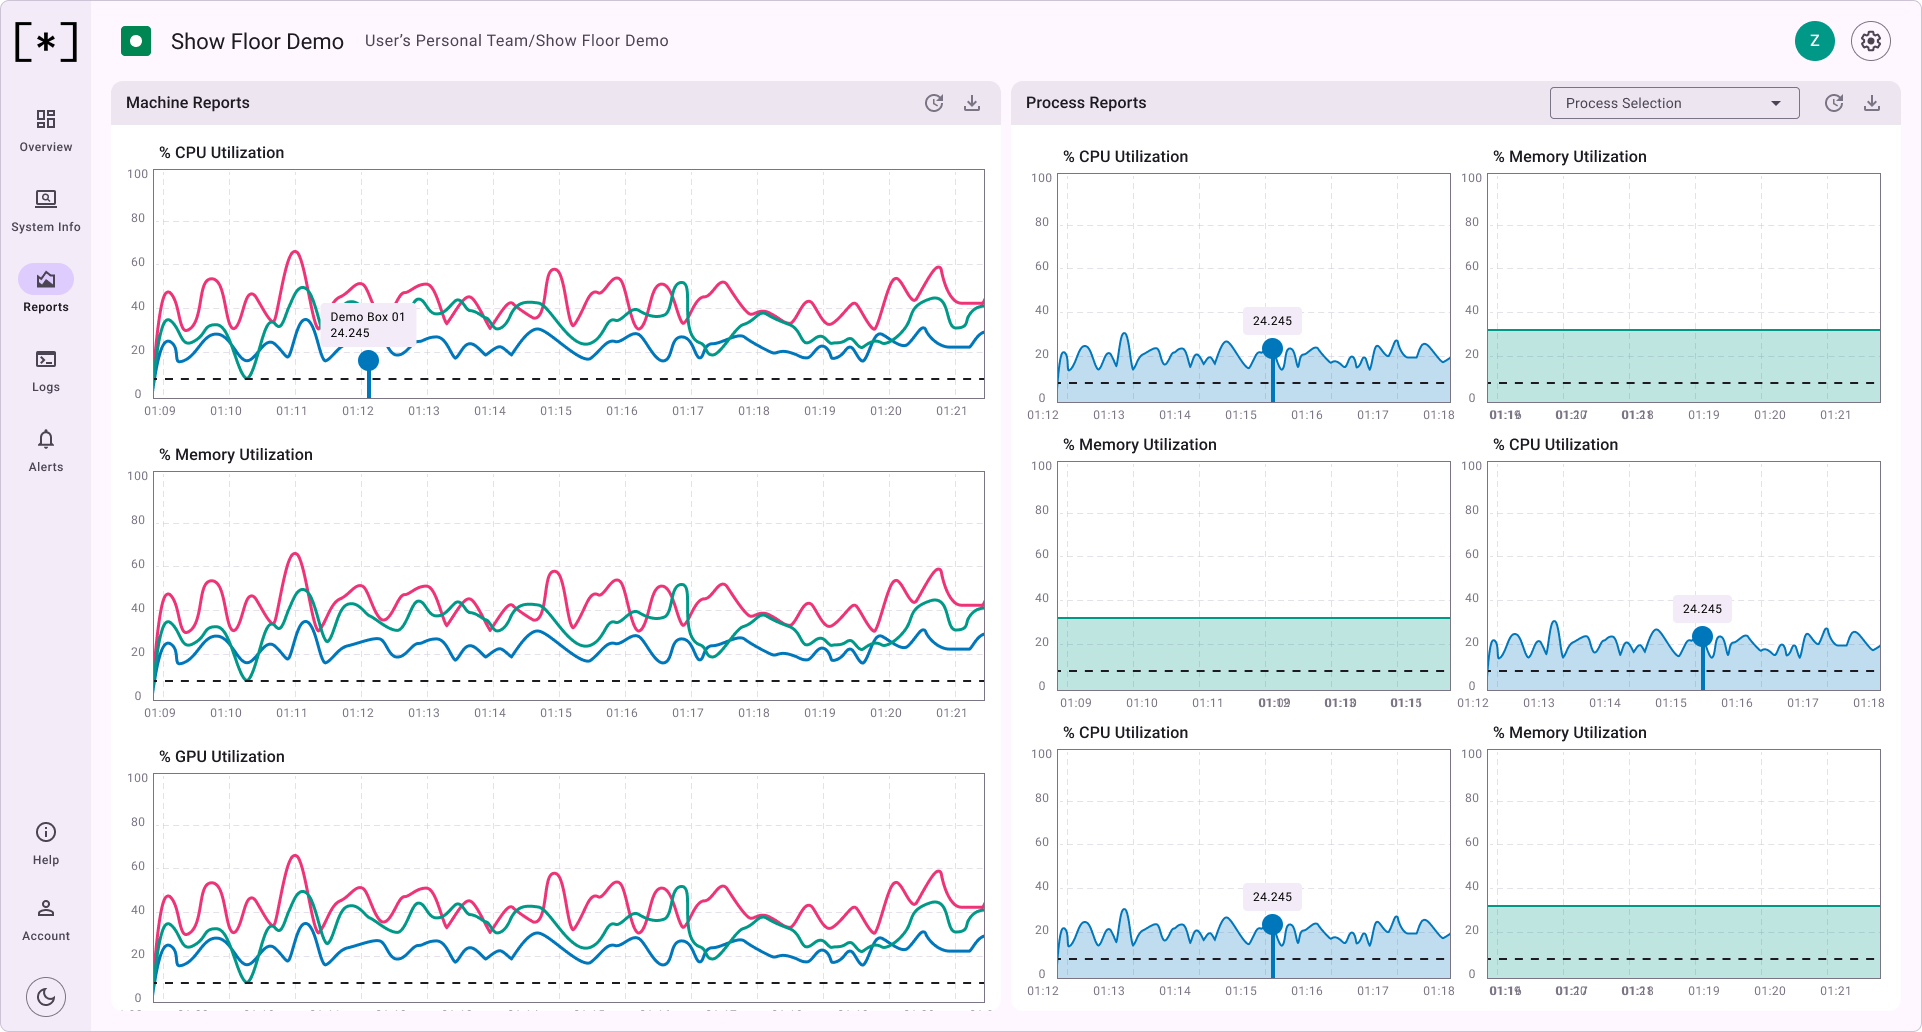 [*]
Show Floor Demo
User's Personal Team/Show Floor Demo
Z
Overview
System Info
Reports
Logs
Alerts
Help
Account
Machine Reports
% CPU Utilization
100
80
60
40
20
0
Demo Box 01
24.245
01:09 01:10 01:11 01:12 01:13 01:14 01:15 01:16 01:17 01:18 01:19 01:20 01:21
% Memory Utilization
100
80
60
40
20
0
01:09 01:10 01:11 01:12 01:13 01:14 01:15 01:16 01:17 01:18 01:19 01:20 01:21
% GPU Utilization
100
80
60
40
20
0
Process Reports
Process Selection
% CPU Utilization
100
80
60
40
20
0
24.245
01:12 01:13 01:14 01:15 01:16 01:17 01:18
% Memory Utilization
100
80
60
40
20
0
01:19 01:20 01:21
% Memory Utilization
100
80
60
40
20
0
01:09 01:10 01:11
% CPU Utilization
100
80
60
40
20
0
24.245
01:12 01:13 01:14 01:15 01:16 01:17 01:18
% CPU Utilization
100
80
60
40
20
0
24.245
01:12 01:13 01:14 01:15 01:16 01:17 01:18
% Memory Utilization
100
80
60
40
20
0
01:19 01:20 01:21